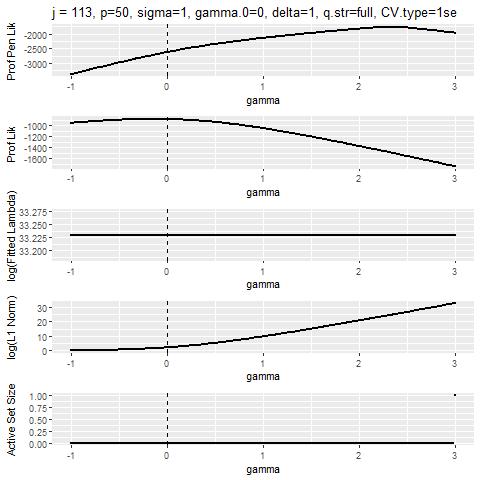 j = 113, p=50, sigma=1, gamma.0=0, delta=1, q.str=full, CV.type=1se
Prof Pen Lik
-2000
-2500
-3000
-1 0 1 2 3
gamma
Prof Lik
-1000
-1200
-1400
-1600
-1 0 1 2 3
gamma
log(Fitted Lambda)
33.275
33.250
33.225
33.200
-1 0 1 2 3
gamma
log(L1 Norm)
30
20
10
0
-1 0 1 2 3
gamma
Active Set Size
1.00
0.75
0.50
0.25
0.00
-1 0 1 2 3
gamma